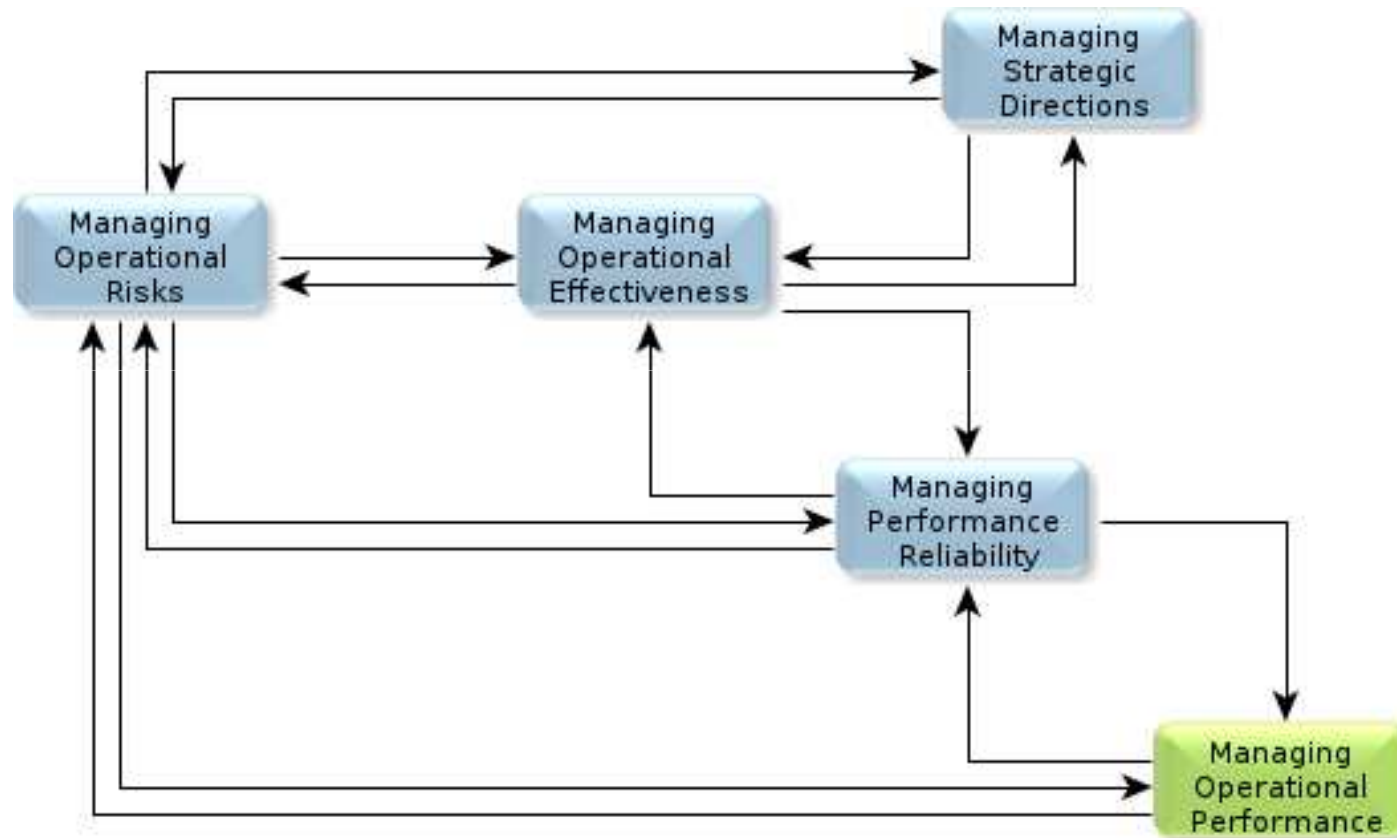 Managing
Strategic
Directions
Managing
Operational
Risks
Managing
Operational
Effectiveness
Managing
Performance
Reliability
Managing
Operational
Performance